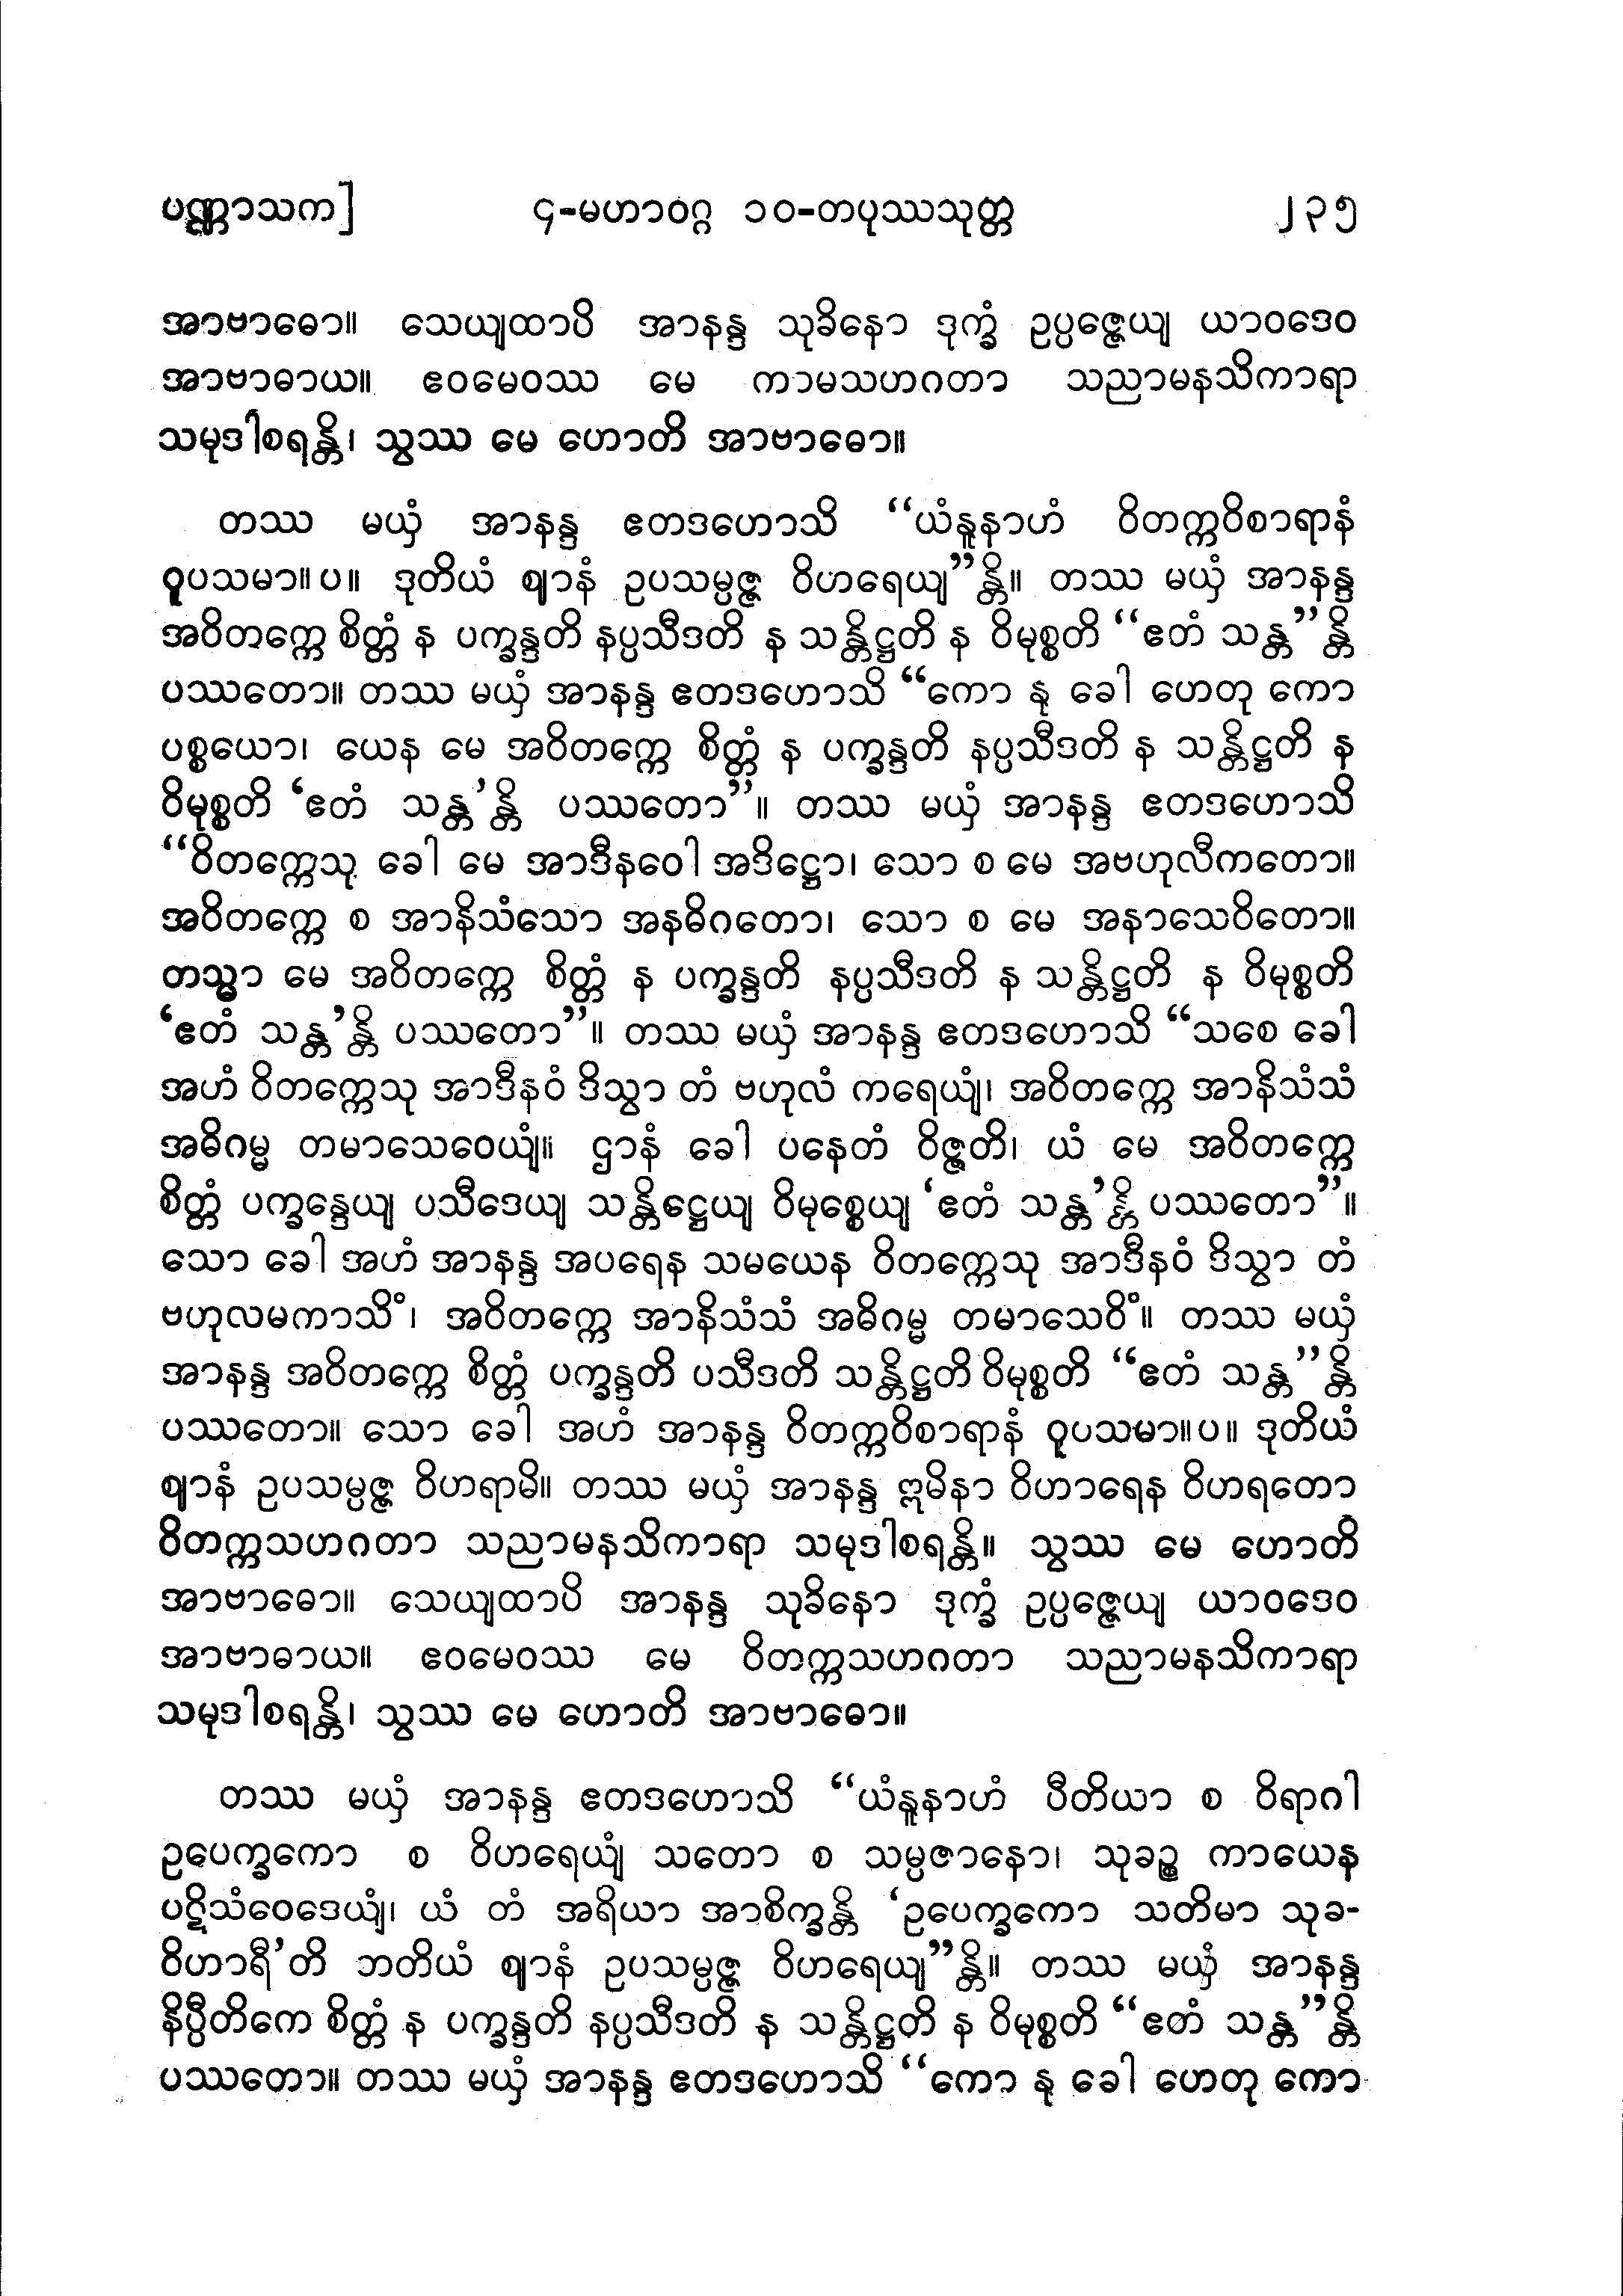 ပဏ္ဏာသက] ၄-မဟာဝဂ္ဂ ၁၀-တပုဿသုတ္တ ၂၃၅
အာဗာဓော။ သေယျထာပိ အာနန္ဒ သုခိနော ဒုက္ခံ ဥပ္ပဇ္ဇေယျ ယာဝဒေဝ
အာဗာဓာယ။ ဧဝမေဝဿ မေ ကာမသဟဂတာ သညာမနသိကာရာ
သမုဒါစရန္တိ၊ သွဿ မေ ဟောတိ အာဗာဓော။
တဿ မယှံ အာနန္ဒ ဧတဒဟောသိ “ယံနူနာဟံ ဝိတက္ကဝိစာရာနံ
ဝူပသမာ။ပ။ ဒုတိယံ ဈာနံ ဥပသမ္ပဇ္ဇ ဝိဟရေယျ”န္တိ။ တဿ မယှံ အာနန္ဒ
အဝိတက္ကေ စိတ္တံ န ပက္ခန္ဒတိ နပ္ပသီဒတိ န သန္တိဋ္ဌတိ န ဝိမုစ္စတိ “ဧတံ သန္တ”န္တိ
ပဿတော။ တဿ မယှံ အာနန္ဒ ဧတဒဟောသိ “ကော နု ခေါ ဟေတု ကော
ပစ္စယော၊ ယေန မေ အဝိတက္ကေ စိတ္တံ န ပက္ခန္ဒတိ နပ္ပသီဒတိ န သန္တိဋ္ဌတိ န
ဝိမုစ္စတိ ‘ဧတံ သန္တ’န္တိ ပဿတော”။ တဿ မယှံ အာနန္ဒ ဧတဒဟောသိ
“ဝိတက္ကေသု ခေါ မေ အာဒီနဝေါ အဒိဋ္ဌော၊ သော စ မေ အဗဟုလီကတော။
အဝိတက္ကေ စ အာနိသံသော အနဓိဂတော၊ သော စ မေ အနာသေဝိတော။
တသ္မာ မေ အဝိတက္ကေ စိတ္တံ န ပက္ခန္ဒတိ နပ္ပသီဒတိ န သန္တိဋ္ဌတိ န ဝိမုစ္စတိ
‘ဧတံ သန္တ’န္တိ ပဿတော”။ တဿ မယှံ အာနန္ဒ ဧတဒဟောသိ “သစေ ခေါ
အဟံ ဝိတက္ကေသု အာဒီနဝံ ဒိသွာ တံ ဗဟုလံ ကရေယျံ၊ အဝိတက္ကေ အာနိသံသံ
အဓိဂမ္မ တမာသေဝေယျံ။ ဌာနံ ခေါ ပနေတံ ဝိဇ္ဇတိ၊ ယံ မေ အဝိတက္ကေ
စိတ္တံ ပက္ခန္ဒေယျ ပသီဒေယျ သန္တိဋ္ဌေယျ ဝိမုစ္စေယျ ‘ဧတံ သန္တ’န္တိ ပဿတော”။
သော ခေါ အဟံ အာနန္ဒ အပရေန သမယေန ဝိတက္ကေသု အာဒီနဝံ ဒိသွာ တံ
ဗဟုလမကာသိံ၊ အဝိတက္ကေ အာနိသံသံ အဓိဂမ္မ တမာသေဝိံ။ တဿ မယှံ
အာနန္ဒ အဝိတက္ကေ စိတ္တံ ပက္ခန္ဒတိ ပသီဒတိ သန္တိဋ္ဌတိ ဝိမုစ္စတိ “ဧတံ သန္တ”န္တိ
ပဿတော။ သော ခေါ အဟံ အာနန္ဒ ဝိတက္ကဝိစာရာနံ ဝူပသမာ။ပ။ ဒုတိယံ
ဈာနံ ဥပသမ္ပဇ္ဇ ဝိဟရာမိ။ တဿ မယှံ အာနန္ဒ ဣမိနာ ဝိဟာရေန ဝိဟရတော
ဝိတက္ကသဟဂတာ သညာမနသိကာရာ သမုဒါစရန္တိ။ သွဿ မေ ဟောတိ
အာဗာဓော။ သေယျထာပိ အာနန္ဒ သုခိနော ဒုက္ခံ ဥပ္ပဇ္ဇေယျ ယာဝဒေဝ
အာဗာဓာယ။ ဧဝမေဝဿ မေ ဝိတက္ကသဟဂတာ သညာမနသိကာရာ
သမုဒါစရန္တိ၊ သွဿ မေ ဟောတိ အာဗာဓော။
တဿ မယှံ အာနန္ဒ ဧတဒဟောသိ “ယံနူနာဟံ ပီတိယာ စ ဝိရာဂါ
ဥပေက္ခကော စ ဝိဟရေယျံ သတော စ သမ္ပဇာနော၊ သုခဉ္စ ကာယေန
ပဋိသံဝေဒေယျံ၊ ယံ တံ အရိယာ အာစိက္ခန္တိ ‘ဥပေက္ခကော သတိမာ သုခ-
ဝိဟာရီ’တိ ဘတိယံ ဈာနံ ဥပသမ္ပဇ္ဇ ဝိဟရေယျ”န္တိ။ တဿ မယှံ အာနန္ဒ
နိပ္ပီတိကေ စိတ္တံ န ပက္ခန္ဒတိ နပ္ပသီဒတိ န သန္တိဋ္ဌတိ န ဝိမုစ္စတိ “ဧတံ သန္တ”န္တိ
ပဿတော။ တဿ မယှံ အာနန္ဒ ဧတဒဟောသိ “ကော နု ခေါ ဟေတု ကော